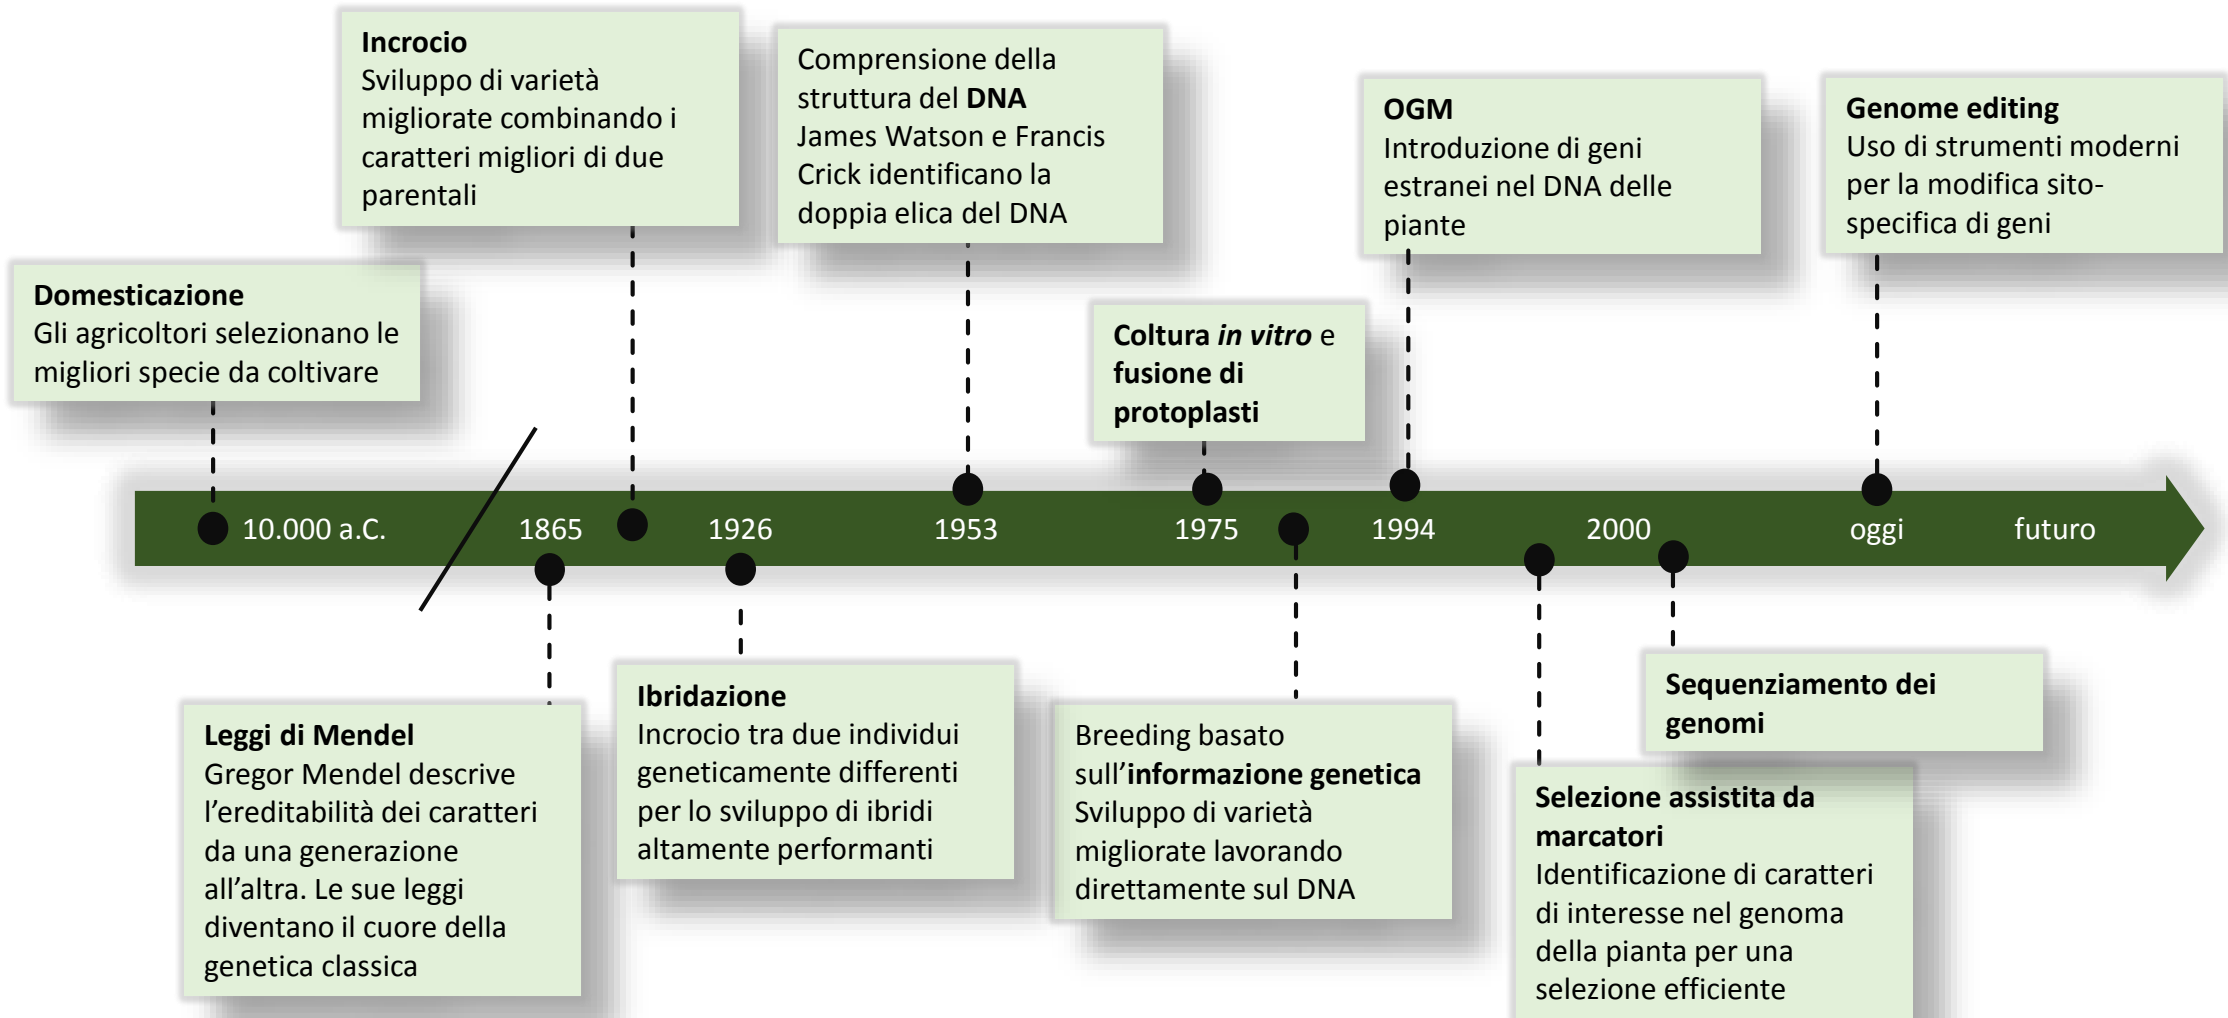 Incrocio
Sviluppo di varietà
migliorate combinando i
caratteri migliori di due
parentali
Comprensione della
struttura del DNA
James Watson e Francis
Crick identificano la
doppia elica del DNA
OGM
Introduzione di geni
estranei nel DNA delle
piante
Genome editing
Uso di strumenti moderni
per la modifica sito-
specifica di geni
Domesticazione
Gli agricoltori selezionano le
migliori specie da coltivare
Coltura in vitro e
fusione di
protoplasti
10.000 a.C.
1865
1926
1953
1975
1994
2000
oggi
futuro
Leggi di Mendel
Gregor Mendel descrive
l’ereditabilità dei caratteri
da una generazione
all’altra. Le sue leggi
diventano il cuore della
genetica classica
Ibridazione
Incrocio tra due individui
geneticamente differenti
per lo sviluppo di ibridi
altamente performanti
Breeding basato
sull’informazione genetica
Sviluppo di varietà
migliorate lavorando
direttamente sul DNA
Sequenziamento dei
genomi
Selezione assistita da
marcatori
Identificazione di caratteri
di interesse nel genoma
della pianta per una
selezione efficiente